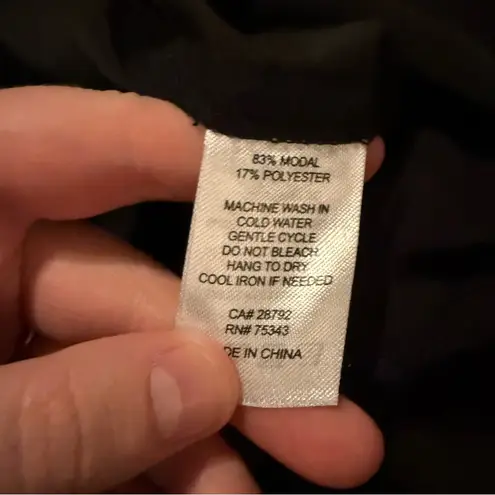 83% MODAL
17% POLYESTER
MACHINE WASH IN
COLD WATER
GENTLE CYCLE
DO NOT BLEACH
HANG TO DRY
COOL IRON IF NEEDED
CA# 28792
RN# 75343
DE IN CHINA